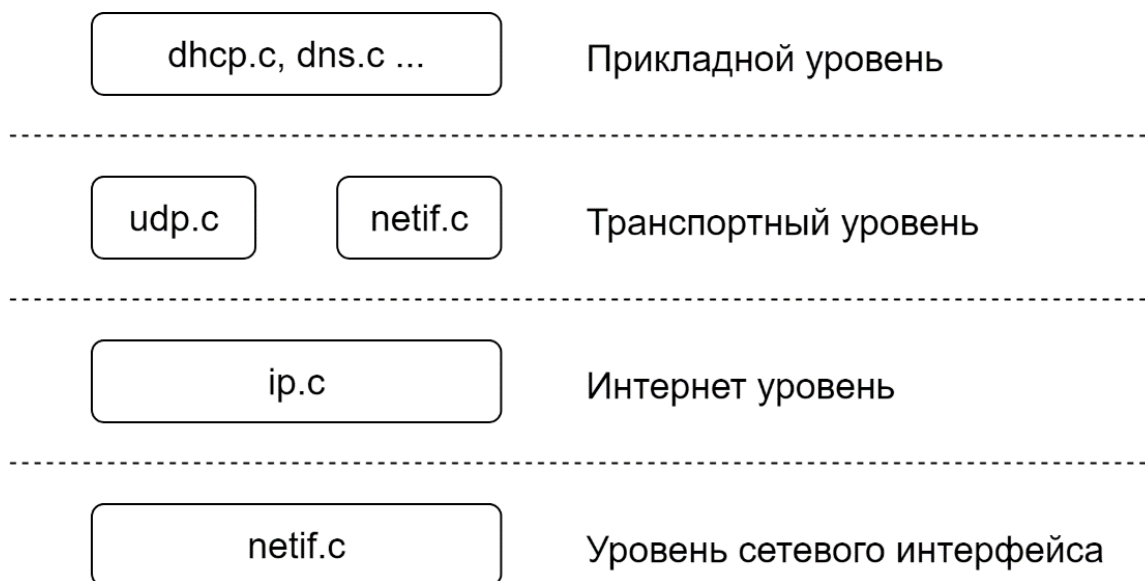 dhcp.c, dns.c ...
Прикладной уровень
udp.c
netif.c
Транспортный уровень
ip.c
Интернет уровень
netif.c
Уровень сетевого интерфейса